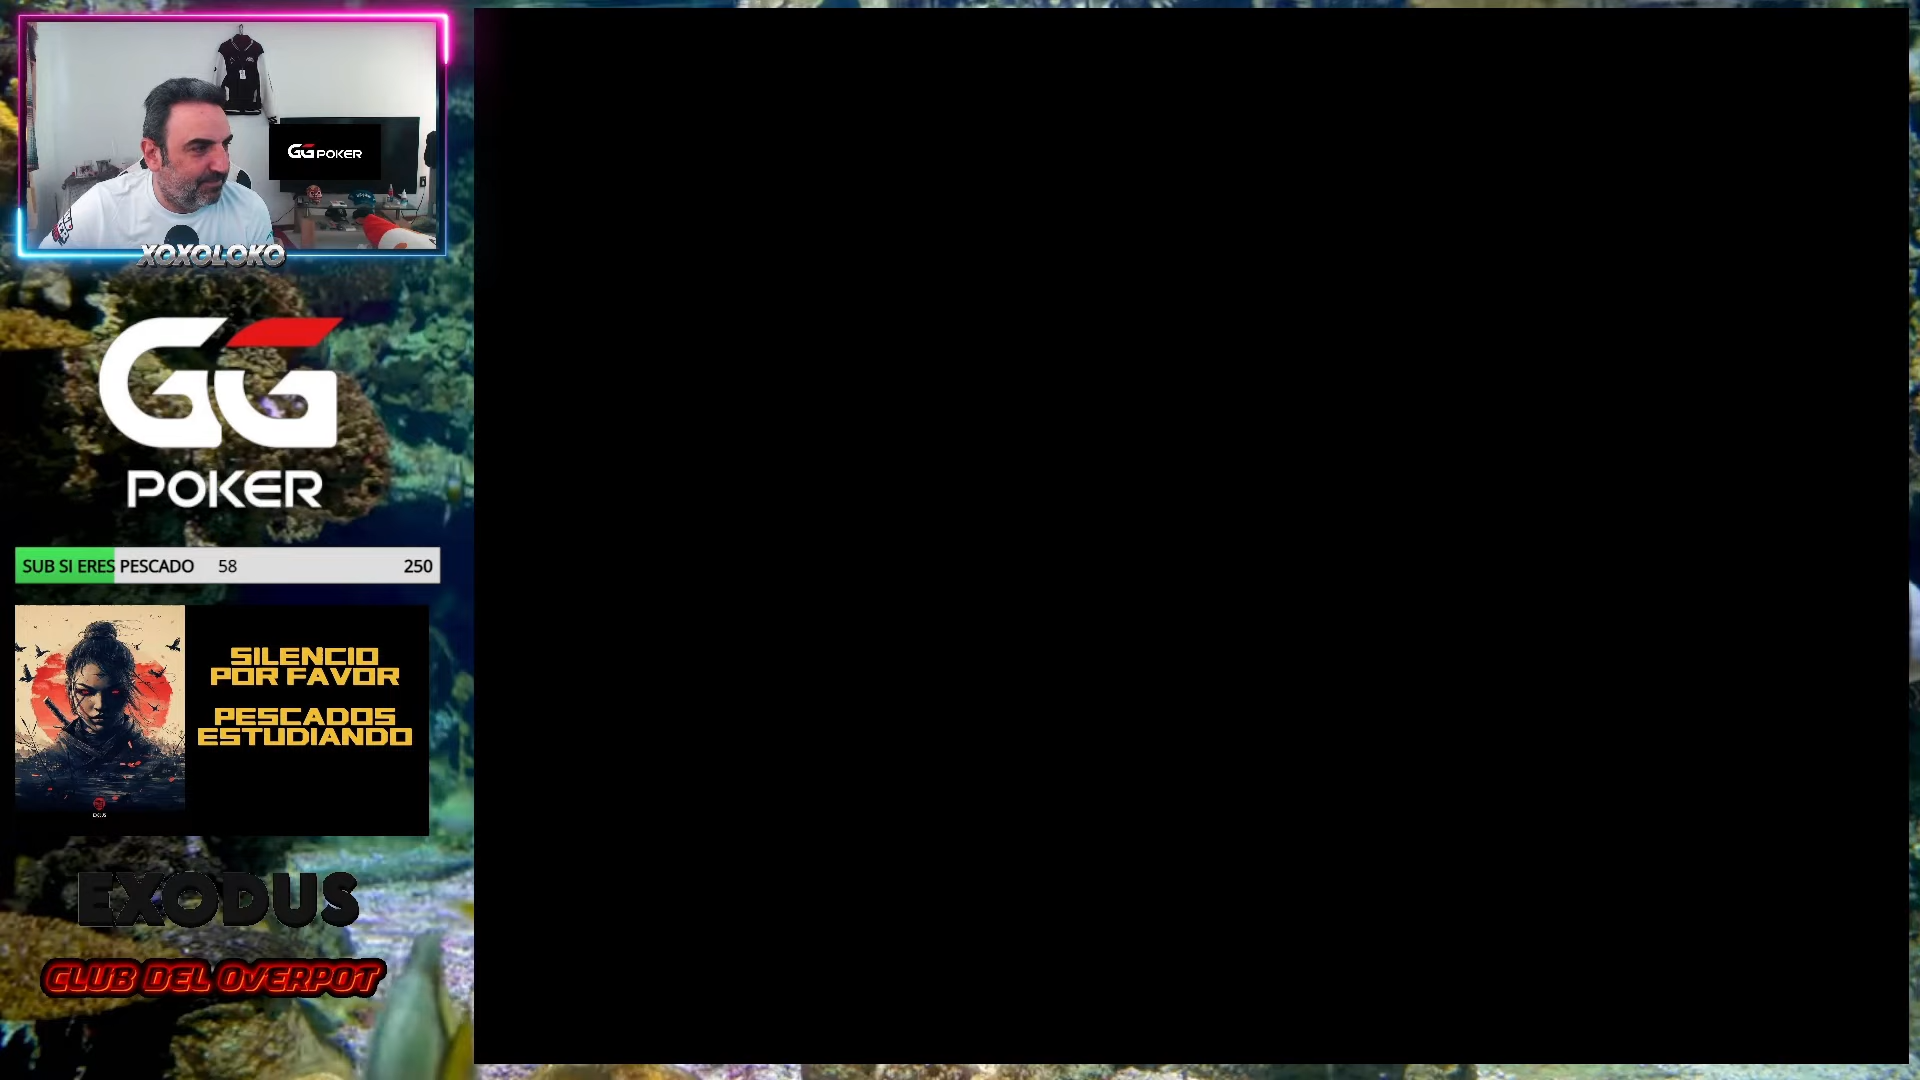 GG POKER
XOXOLOKO
GG
POKER
SUB SI ERES PESCADO 58 250
SILENCIO
POR FAVOR
PESCADOS
ESTUDIANDO
EXODUS
CLUB DEL OVERPOT